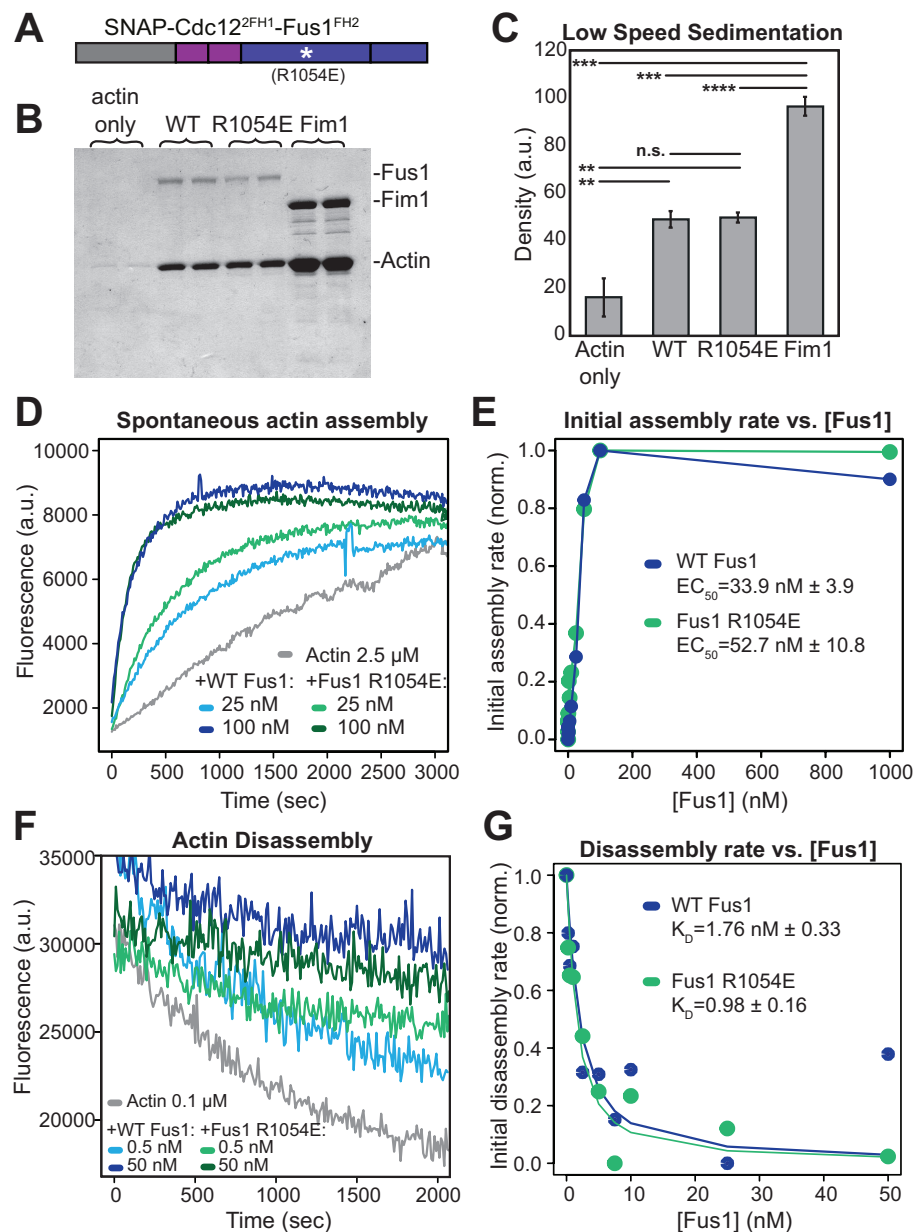 A
SNAP-Cdc12²ᶠᴴ¹-Fus1ᶠᴴ²
*
(R1054E)
B
actin only
WT R1054E Fim1
-Fus1
-Fim1
-Actin
C
Low Speed Sedimentation
Density (a.u.)
120
100
80
60
40
20
0
***
***
****
n.s.
**
**
Actin only
WT R1054E Fim1
D
Spontaneous actin assembly
Fluorescence (a.u.)
10000
8000
6000
4000
2000
Actin 2.5 µM
+WT Fus1: +Fus1 R1054E:
25 nM 25 nM
100 nM 100 nM
0 500 1000 1500 2000 2500 3000
Time (sec)
E
Initial assembly rate vs. [Fus1]
Initial assembly rate (norm.)
1.0
0.8
0.6
0.4
0.2
0.0
WT Fus1
EC₅₀=33.9 nM ± 3.9
Fus1 R1054E
EC₅₀=52.7 nM ± 10.8
0 200 400 600 800 1000
[Fus1] (nM)
F
Actin Disassembly
Fluorescence (a.u.)
35000
30000
25000
20000
Actin 0.1 µM
+WT Fus1: +Fus1 R1054E:
0.5 nM 0.5 nM
50 nM 50 nM
0 500 1000 1500 2000
Time (sec)
G
Disassembly rate vs. [Fus1]
Initial disassembly rate (norm.)
1.0
0.8
0.6
0.4
0.2
0.0
WT Fus1
K_D=1.76 nM ± 0.33
Fus1 R1054E
K_D=0.98 ± 0.16
0 10 20 30 40 50
[Fus1] (nM)